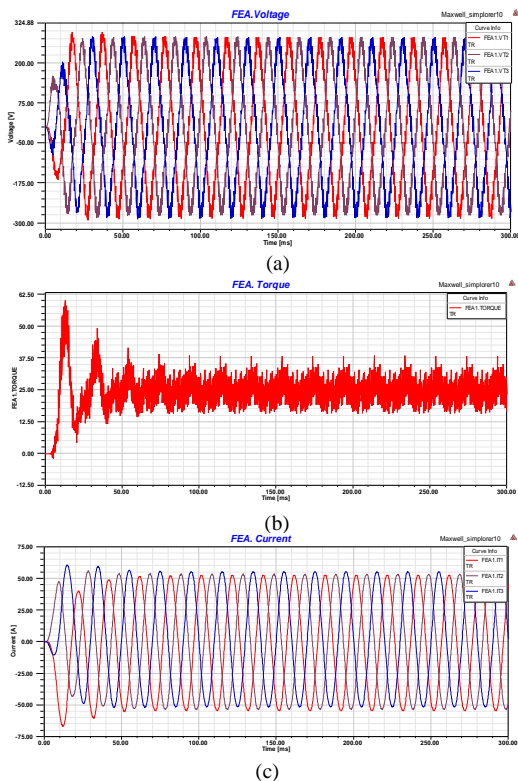 FEA.Voltage
Maxwell_simplorer10
324.88
200.00
75.00
-50.00
-175.00
-300.00
Voltage [V]
Curve Info
FEA1.VT1
TR
FEA1.VT2
TR
FEA1.VT3
TR
0.00 50.00 100.00 150.00 200.00 250.00 300.00
Time [ms]
(a)
FEA. Torque
Maxwell_simplorer10
62.50
50.00
37.50
25.00
12.50
0.00
-12.50
FEA1.TORQUE
Curve Info
FEA1.TORQUE
TR
0.00 50.00 100.00 150.00 200.00 250.00 300.00
Time [ms]
(b)
FEA. Current
Maxwell_simplorer10
75.00
50.00
25.00
0.00
-25.00
-50.00
-75.00
Current [A]
Curve Info
FEA1.IT1
TR
FEA1.IT2
TR
FEA1.IT3
TR
0.00 50.00 100.00 150.00 200.00 250.00 300.00
Time [ms]
(c)